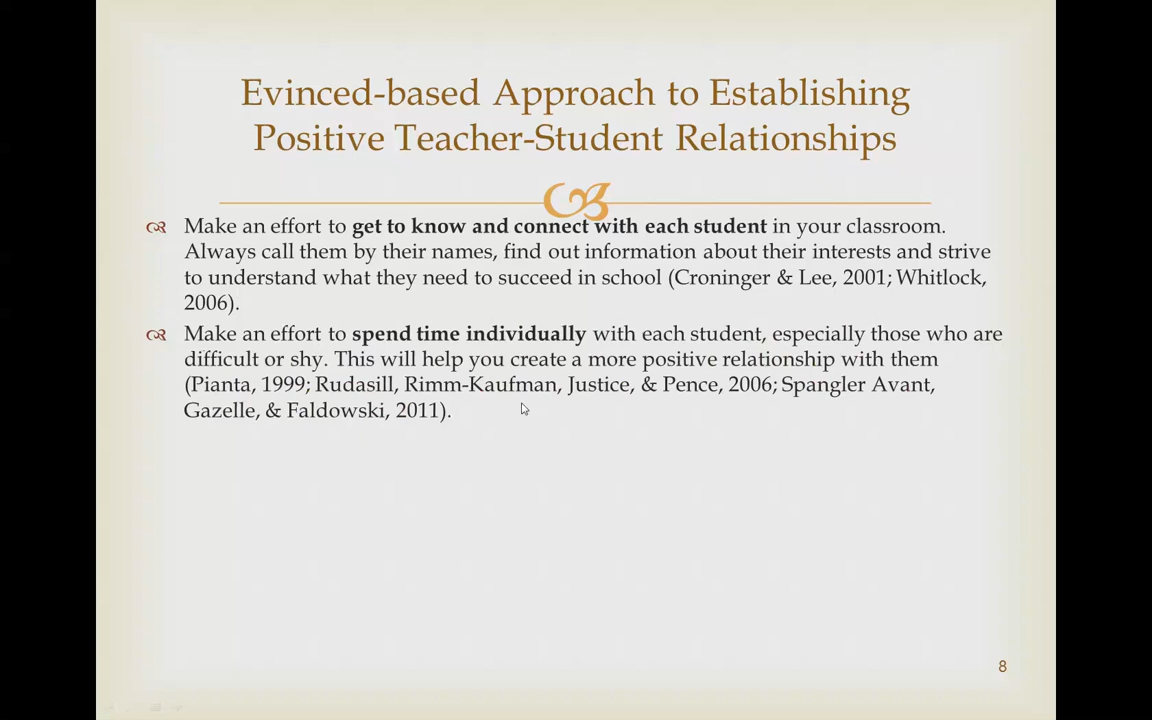 Evinced-based Approach to Establishing
Positive Teacher-Student Relationships
Make an effort to get to know and connect with each student in your classroom.
Always call them by their names, find out information about their interests and strive
to understand what they need to succeed in school (Croninger & Lee, 2001; Whitlock,
2006).
Make an effort to spend time individually with each student, especially those who are
difficult or shy. This will help you create a more positive relationship with them
(Pianta, 1999; Rudasill, Rimm-Kaufman, Justice, & Pence, 2006; Spangler Avant,
Gazelle, & Faldowski, 2011).
8